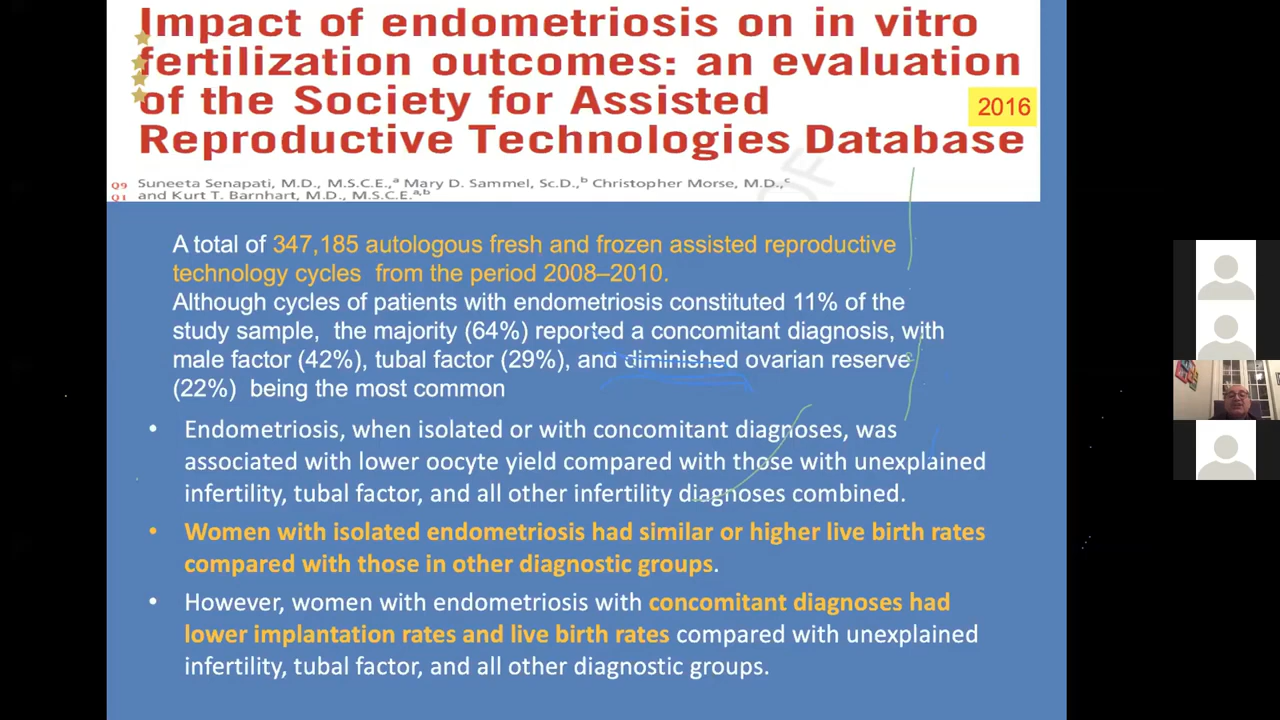 Impact of endometriosis on in vitro
fertilization outcomes: an evaluation
of the Society for Assisted
2016
Reproductive Technologies Database
Q9 Suneeta Senapati, M.D., M.S.C.E.,a Mary D. Sammel, Sc.D.,b Christopher Morse, M.D.,c
Q1 and Kurt T. Barnhart, M.D., M.S.C.E.a,b
OF
A total of 347,185 autologous fresh and frozen assisted reproductive
technology cycles from the period 2008–2010.
Although cycles of patients with endometriosis constituted 11% of the
study sample, the majority (64%) reported a concomitant diagnosis, with
male factor (42%), tubal factor (29%), and diminished ovarian reserve
(22%) being the most common
• Endometriosis, when isolated or with concomitant diagnoses, was
associated with lower oocyte yield compared with those with unexplained
infertility, tubal factor, and all other infertility diagnoses combined.
• Women with isolated endometriosis had similar or higher live birth rates
compared with those in other diagnostic groups.
• However, women with endometriosis with concomitant diagnoses had
lower implantation rates and live birth rates compared with unexplained
infertility, tubal factor, and all other diagnostic groups.